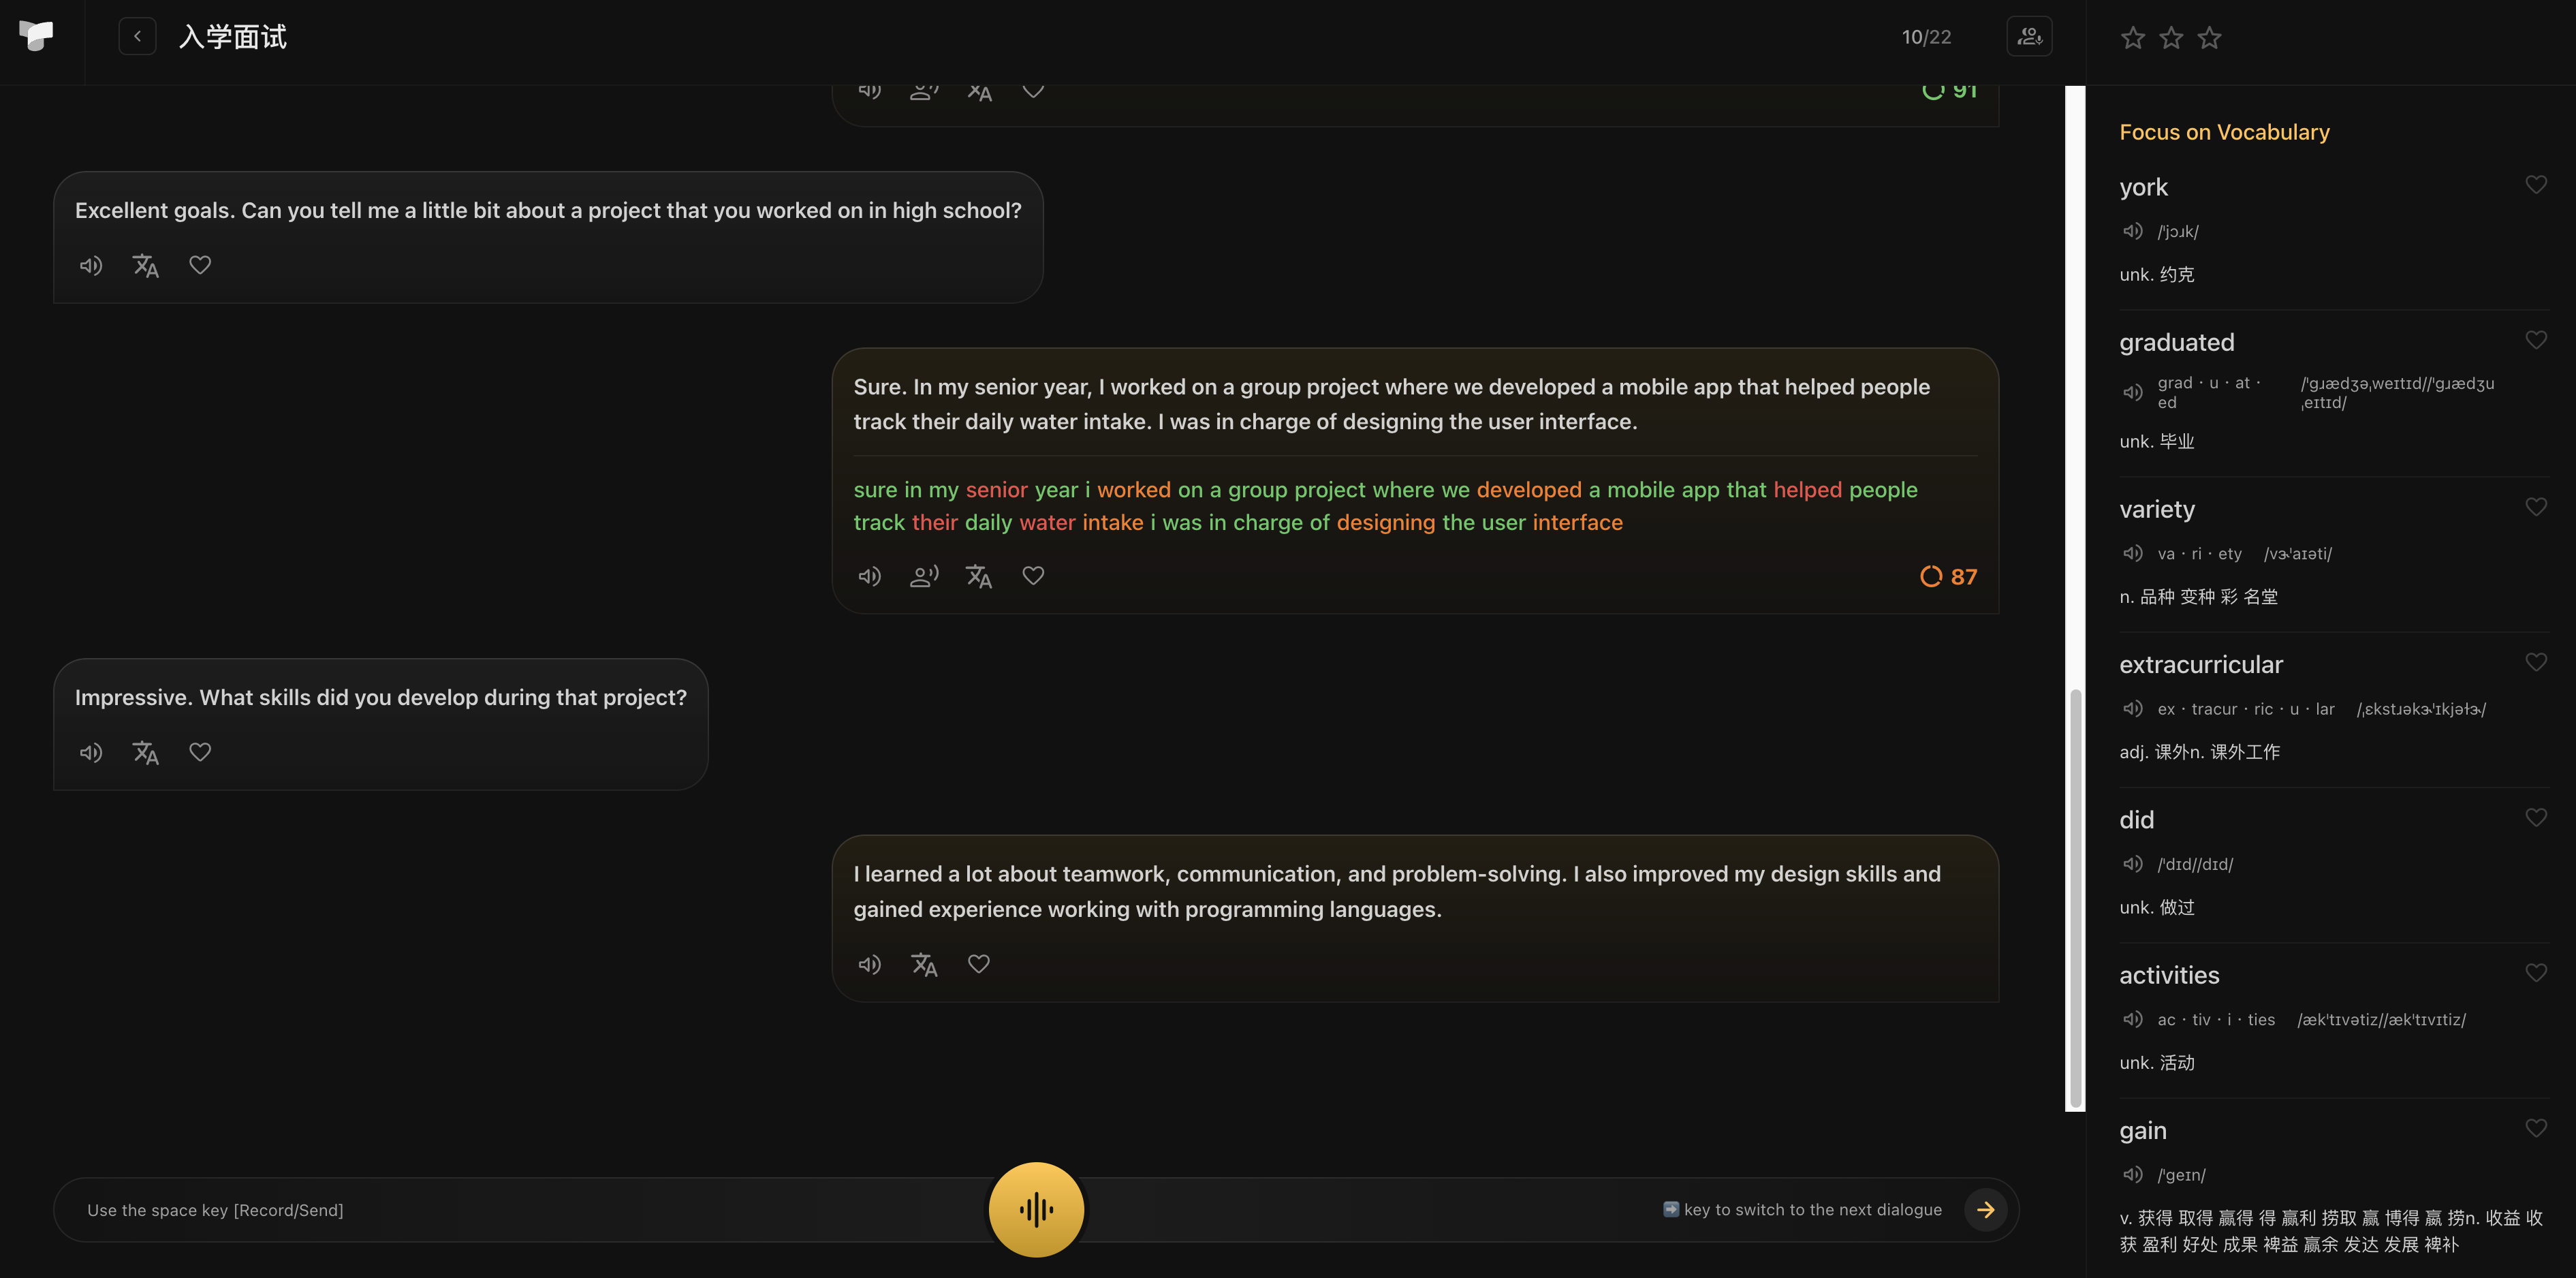 入学面试
10/22
91
Excellent goals. Can you tell me a little bit about a project that you worked on in high school?
Sure. In my senior year, I worked on a group project where we developed a mobile app that helped people
track their daily water intake. I was in charge of designing the user interface.
sure in my senior year i worked on a group project where we developed a mobile app that helped people
track their daily water intake i was in charge of designing the user interface
87
Impressive. What skills did you develop during that project?
I learned a lot about teamwork, communication, and problem-solving. I also improved my design skills and
gained experience working with programming languages.
Use the space key [Record/Send]
➡ key to switch to the next dialogue
Focus on Vocabulary
york
/ˈjɔɹk/
unk. 约克
graduated
grad · u · at ·
ed
/ˈɡɹædʒəˌweɪtɪd//ˈɡɹædʒu
ˌeɪtɪd/
unk. 毕业
variety
va · ri · ety /vɝˈaɪəti/
n. 品种 变种 彩 名堂
extracurricular
ex · tracur · ric · u · lar /ˌɛkstɹəkɝˈɪkjəɫɝ/
adj. 课外n. 课外工作
did
/ˈdɪd//dɪd/
unk. 做过
activities
ac · tiv · i · ties /ækˈtɪvətiz//ækˈtɪvɪtiz/
unk. 活动
gain
/ˈɡeɪn/
v. 获得 取得 赢得 得 赢利 捞取 赢 博得 嬴 捞n. 收益 收
获 盈利 好处 成果 裨益 赢余 发达 发展 裨补